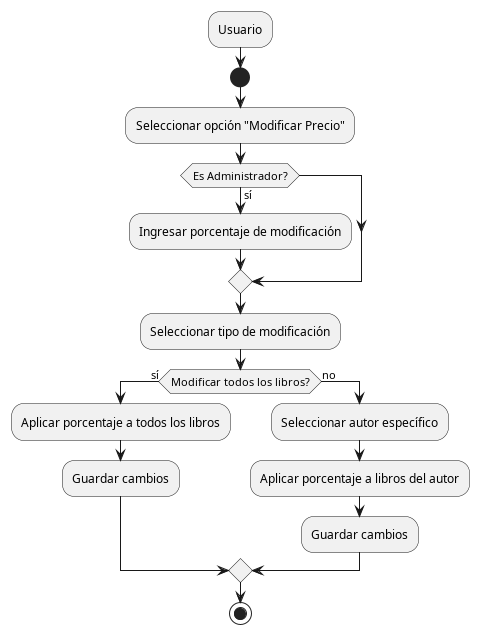 Usuario
Seleccionar opción "Modificar Precio"
Es Administrador?
sí
Ingresar porcentaje de modificación
Seleccionar tipo de modificación
sí
Modificar todos los libros?
no
Aplicar porcentaje a todos los libros
Seleccionar autor específico
Guardar cambios
Aplicar porcentaje a libros del autor
Guardar cambios